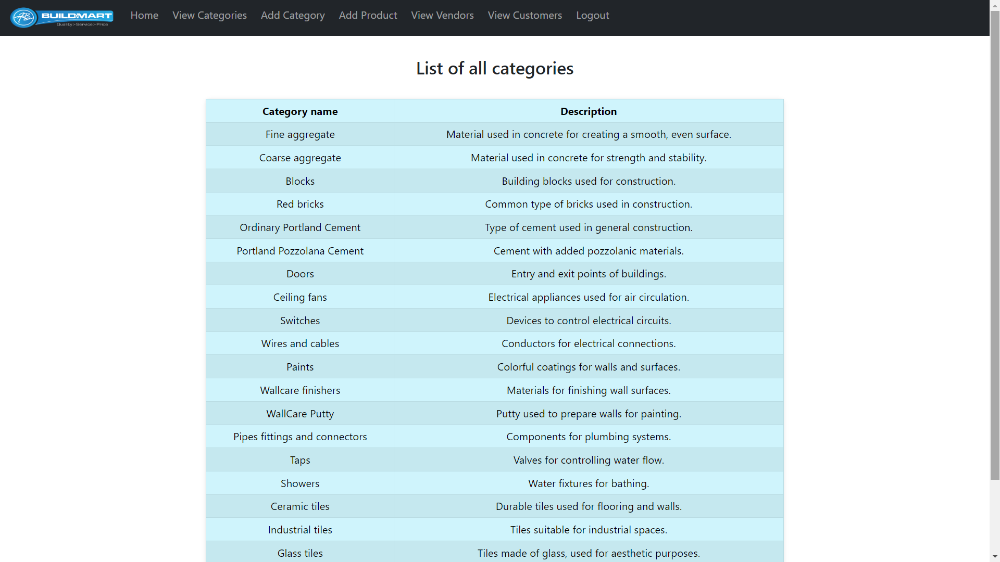 AB BUILDMART
Quality>Service>Price
Home View Categories Add Category Add Product View Vendors View Customers Logout
List of all categories
Category name Description
Fine aggregate Material used in concrete for creating a smooth, even surface.
Coarse aggregate Material used in concrete for strength and stability.
Blocks Building blocks used for construction.
Red bricks Common type of bricks used in construction.
Ordinary Portland Cement Type of cement used in general construction.
Portland Pozzolana Cement Cement with added pozzolanic materials.
Doors Entry and exit points of buildings.
Ceiling fans Electrical appliances used for air circulation.
Switches Devices to control electrical circuits.
Wires and cables Conductors for electrical connections.
Paints Colorful coatings for walls and surfaces.
Wallcare finishers Materials for finishing wall surfaces.
WallCare Putty Putty used to prepare walls for painting.
Pipes fittings and connectors Components for plumbing systems.
Taps Valves for controlling water flow.
Showers Water fixtures for bathing.
Ceramic tiles Durable tiles used for flooring and walls.
Industrial tiles Tiles suitable for industrial spaces.
Glass tiles Tiles made of glass, used for aesthetic purposes.